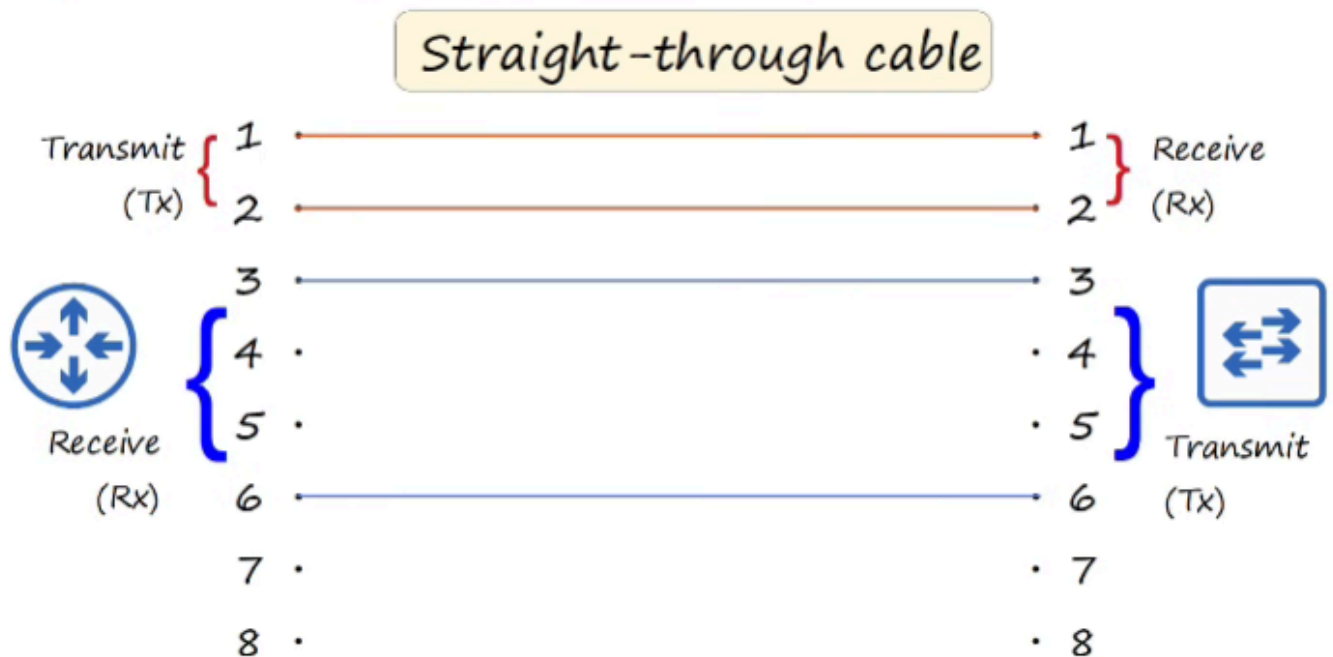 Straight-through cable
Transmit
(Tx)
1
2
3
4
5
6
7
8
Receive
(Rx)
1
2
3
4
5
6
7
8
Receive
(Rx)
Transmit
(Tx)